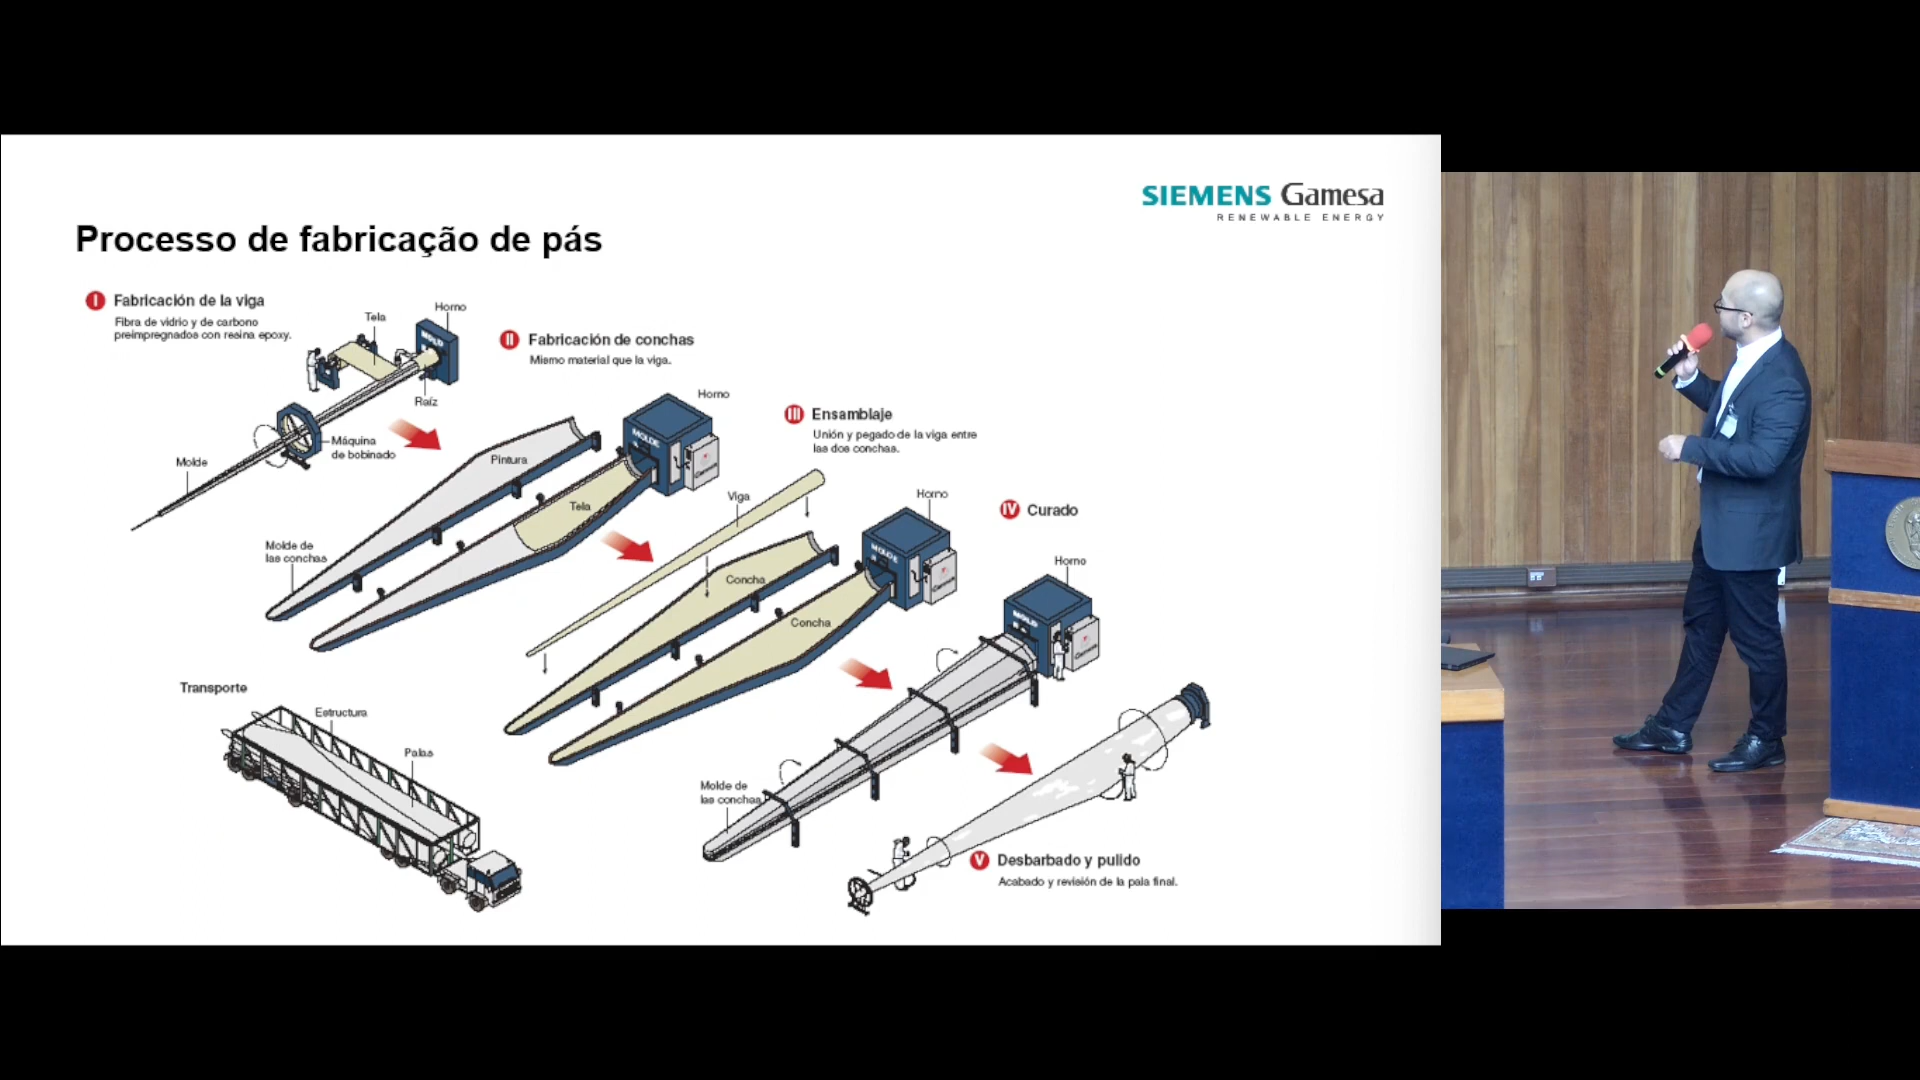 SIEMENS Gamesa
RENEWABLE ENERGY
Processo de fabricação de pás
I Fabricación de la viga
Fibra de vidrio y de carbono
preimpregnados con resina epoxy.
Tela
Horno
MOLD
Raíz
Máquina
de bobinado
Molde
II Fabricación de conchas
Mismo material que la viga.
Horno
MOLDE
Pintura
Tela
Molde de
las conchas
III Ensamblaje
Unión y pegado de la viga entre
las dos conchas.
Viga
Horno
MOLDE
Concha
Concha
IV Curado
Horno
MOLD
Molde de
las conchas
V Desbarbado y pulido
Acabado y revisión de la pala final.
Transporte
Estructura
Palas